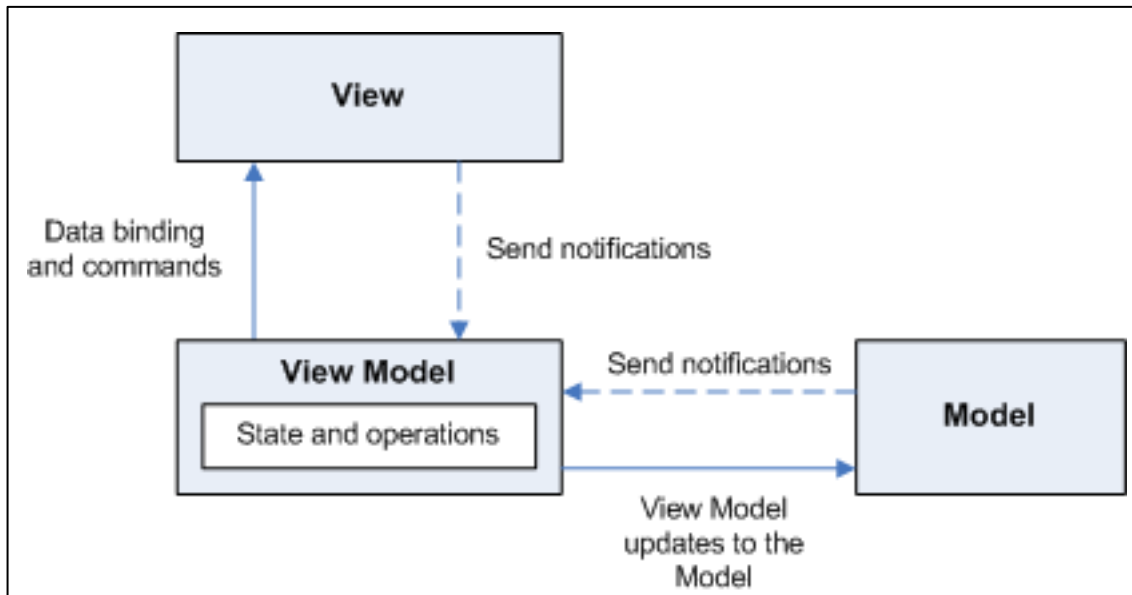 View
Data binding
and commands
Send notifications
View Model
State and operations
Send notifications
Model
View Model
updates to the
Model